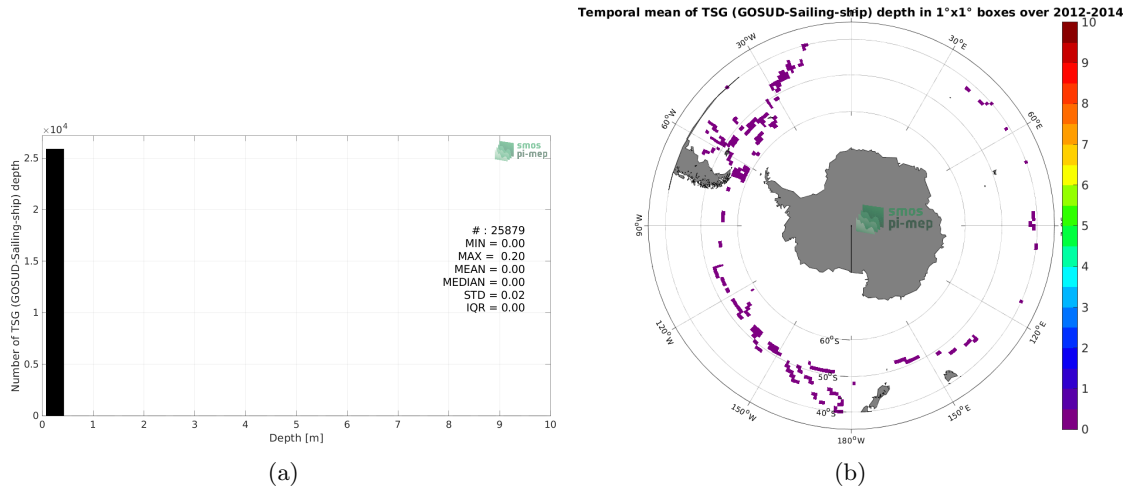 Temporal mean of TSG (GOSUD-Sailing-ship) depth in 1°x1° boxes over 2012-2014
×10⁴
2.5
2
1.5
1
0.5
0
Number of TSG (GOSUD-Sailing-ship) depth
smos
pi-mep
# : 25879
MIN = 0.00
MAX = 0.20
MEAN = 0.00
MEDIAN = 0.00
STD = 0.02
IQR = 0.00
0 1 2 3 4 5 6 7 8 9 10
Depth [m]
(a)
30°W
30°E
60°W
60°E
90°W
120°W
120°E
150°W
150°E
180°W
60°S
50°S
40°S
smos
pi-mep
10
9
8
7
6
5
4
3
2
1
0
(b)